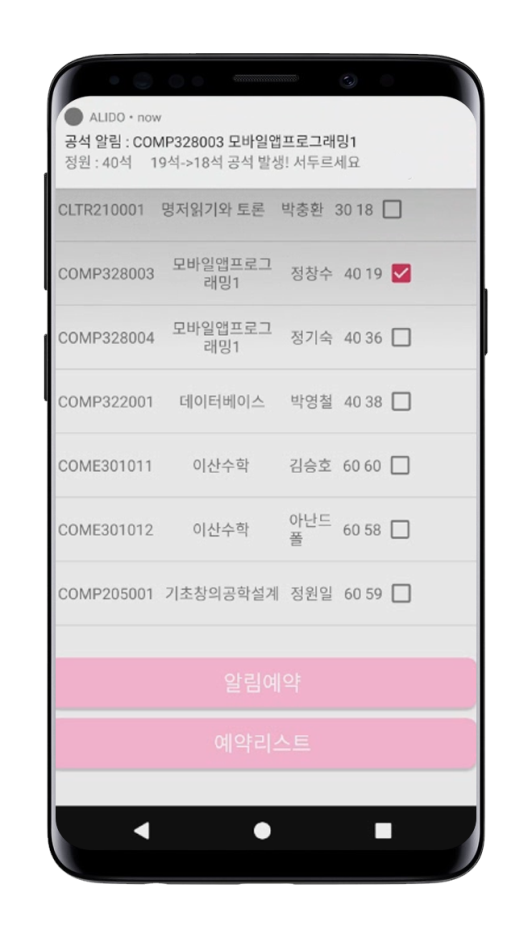 ALIDO • now
공석 알림 : COMP328003 모바일앱프로그래밍1
정원 : 40석 19석->18석 공석 발생! 서두르세요
CLTR210001 명저읽기와 토론 박충환 30 18
COMP328003 모바일앱프로그래밍1 정창수 40 19
COMP328004 모바일앱프로그래밍1 정기숙 40 36
COMP322001 데이터베이스 박영철 40 38
COME301011 이산수학 김승호 60 60
COME301012 이산수학 아난드폴 60 58
COMP205001 기초창의공학설계 정원일 60 59
알림예약
예약리스트